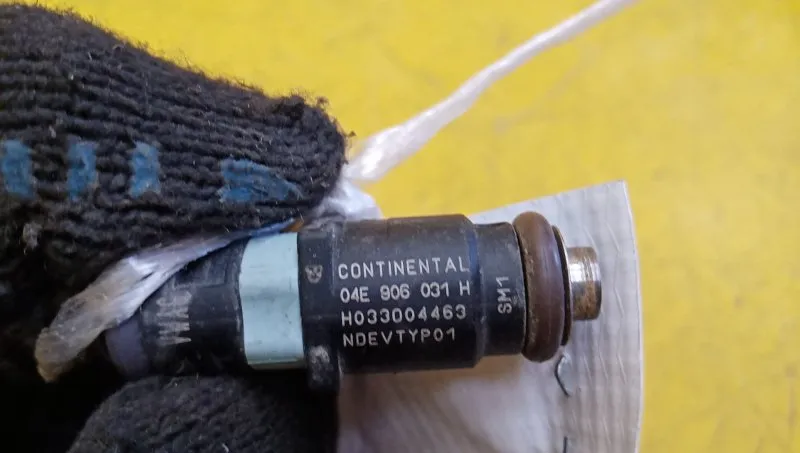 CONTINENTAL
04E 906 031 H
H033004463
NDEVTYP01
SM1